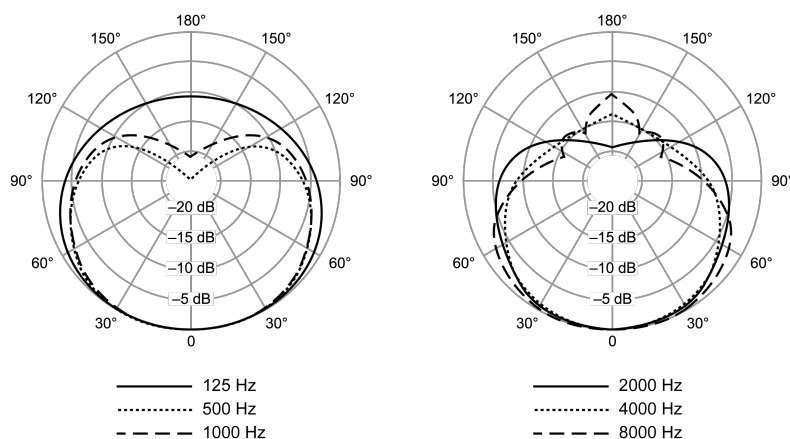 180°
150° 150°
120° 120°
90° 90°
–20 dB
–15 dB
–10 dB
–5 dB
60° 60°
30° 30°
0
125 Hz
500 Hz
1000 Hz
180°
150° 150°
120° 120°
90° 90°
–20 dB
–15 dB
–10 dB
–5 dB
60° 60°
30° 30°
0
2000 Hz
4000 Hz
8000 Hz